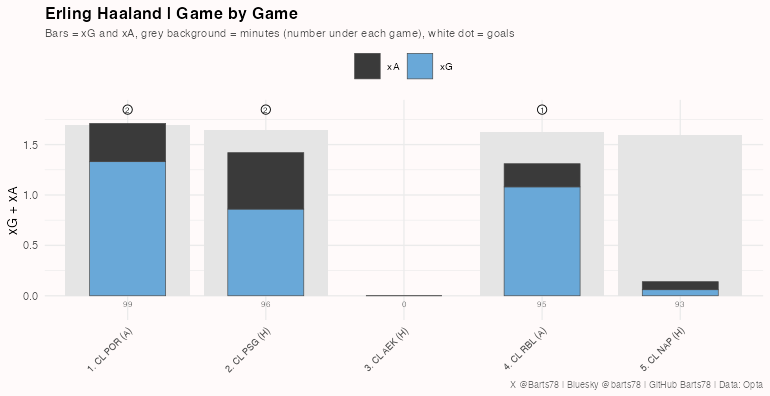 Erling Haaland | Game by Game
Bars = xG and xA, grey background = minutes (number under each game), white dot = goals
xA xG
2 2 1
xG + xA
1.5
1.0
0.5
0.0
99 96 0 95 93
1. CL POR (A)
2. CL PSG (H)
3. CL AEK (H)
4. CL RBL (A)
5. CL NAP (H)
X @Barts78 | Bluesky @barts78 | GitHub Barts78 | Data: Opta